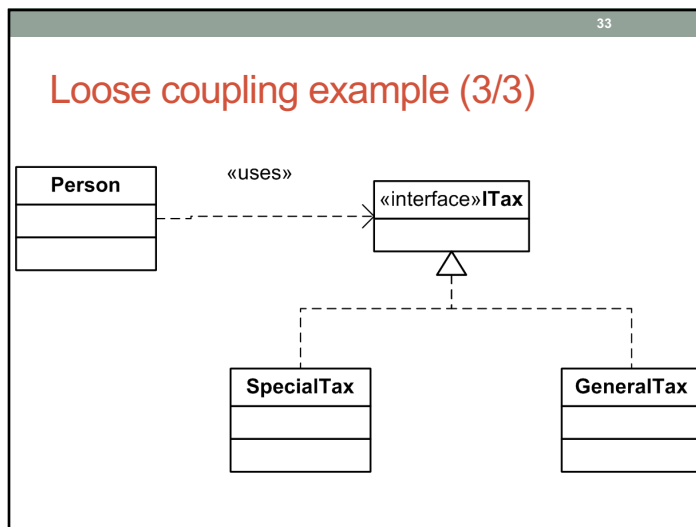 33
Loose coupling example (3/3)
Person
«uses»
«interface»ITax
SpecialTax
GeneralTax